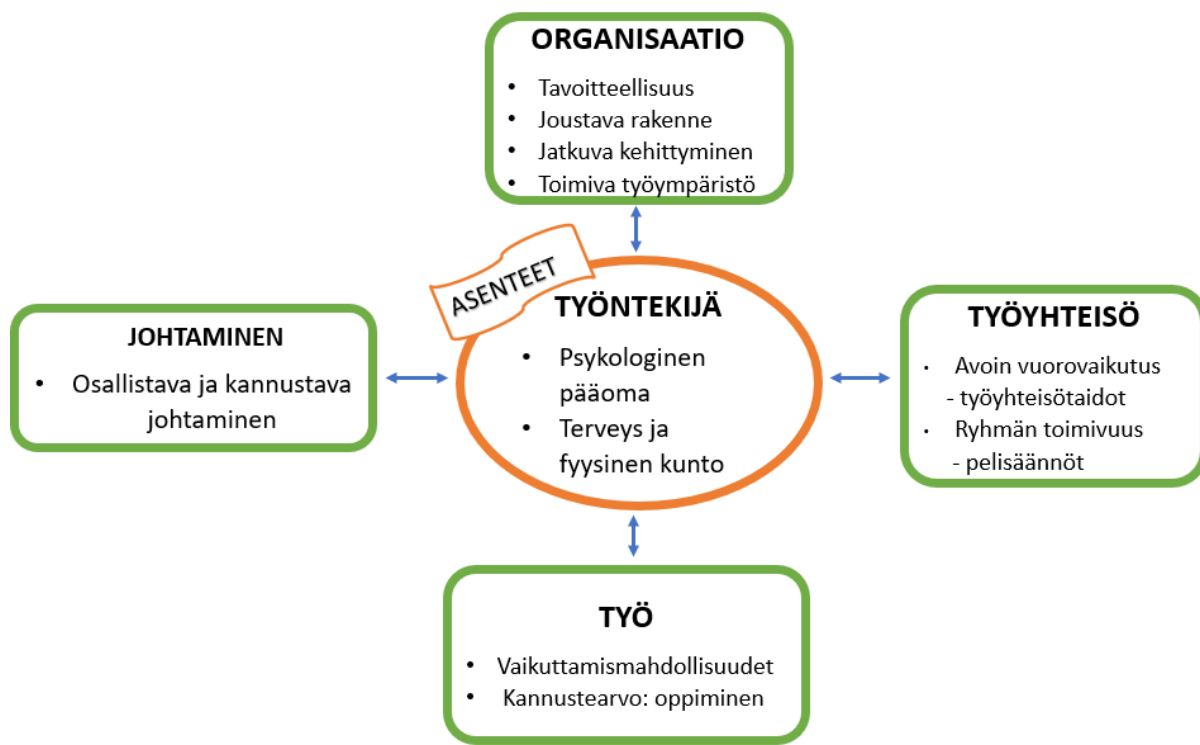 ORGANISAATIO
• Tavoitteellisuus
• Joustava rakenne
• Jatkuva kehittyminen
• Toimiva työympäristö
ASENTEET
TYÖNTEKIJÄ
• Psykologinen
pääoma
• Terveys ja
fyysinen kunto
JOHTAMINEN
• Osallistava ja kannustava
johtaminen
TYÖYHTEISÖ
• Avoin vuorovaikutus
- työyhteisötaidot
• Ryhmän toimivuus
- pelisäännöt
TYÖ
• Vaikuttamismahdollisuudet
• Kannustearvo: oppiminen